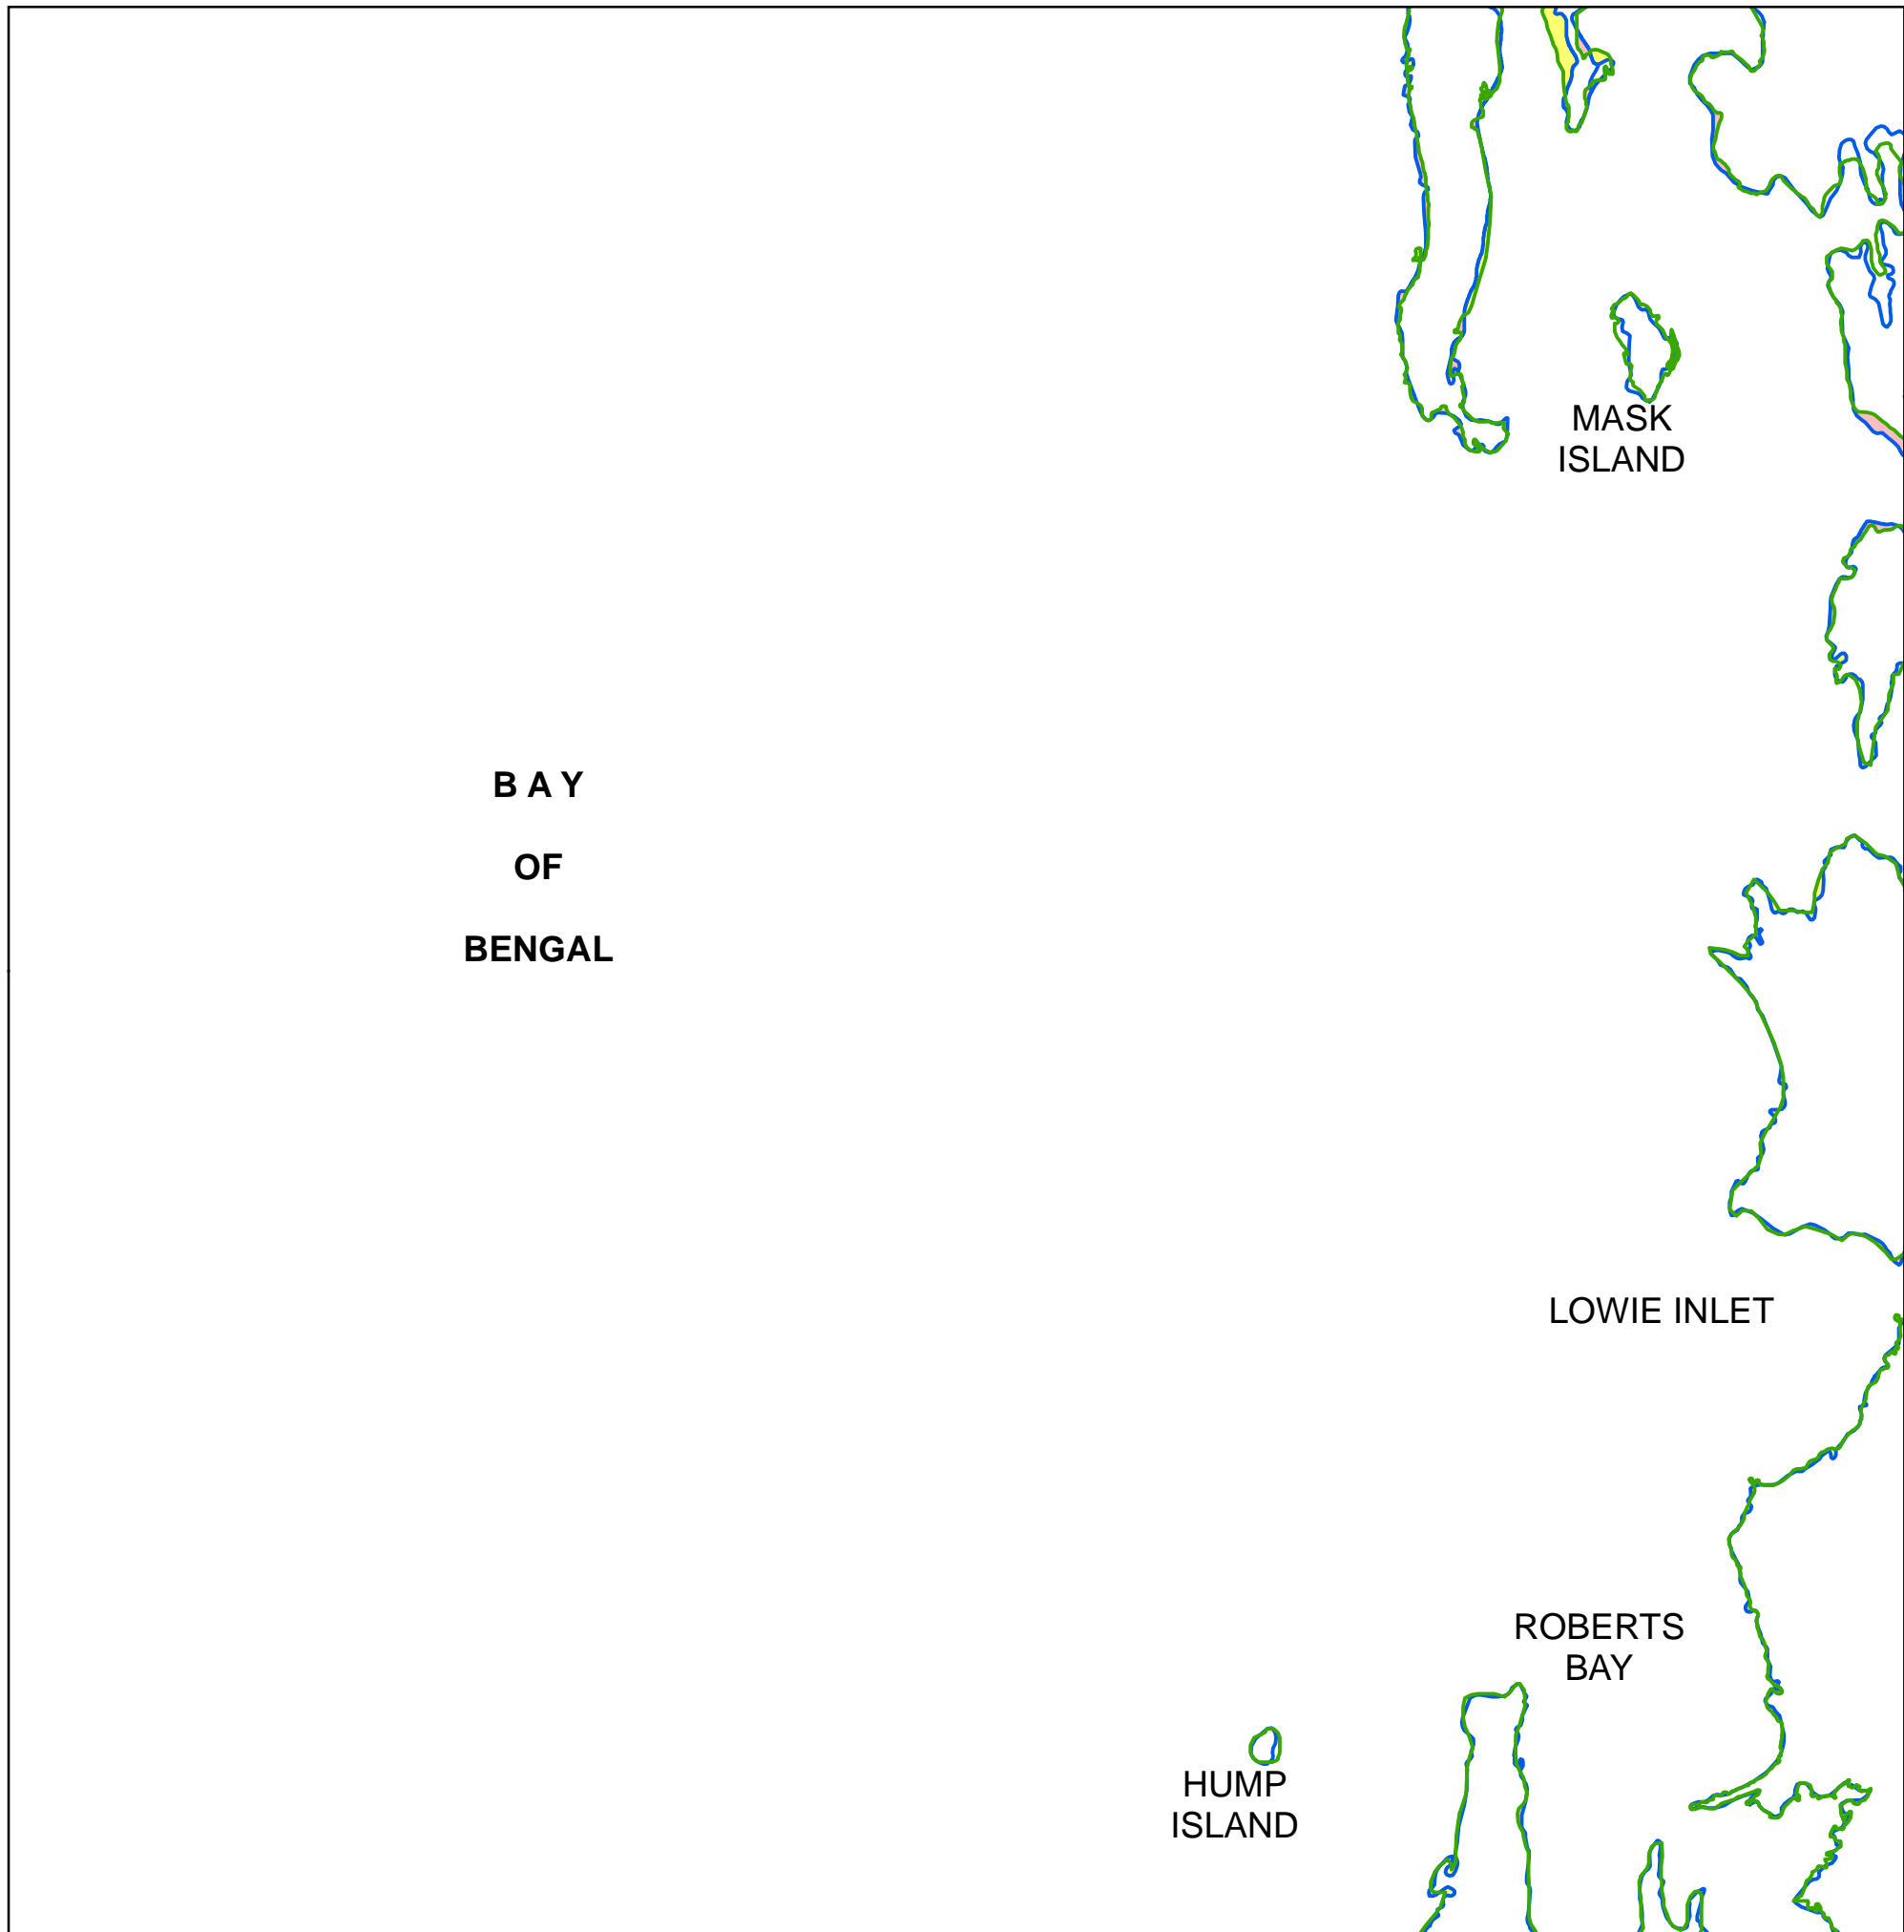 MASK
ISLAND
B A Y
OF
BENGAL
LOWIE INLET
ROBERTS
BAY
HUMP
ISLAND